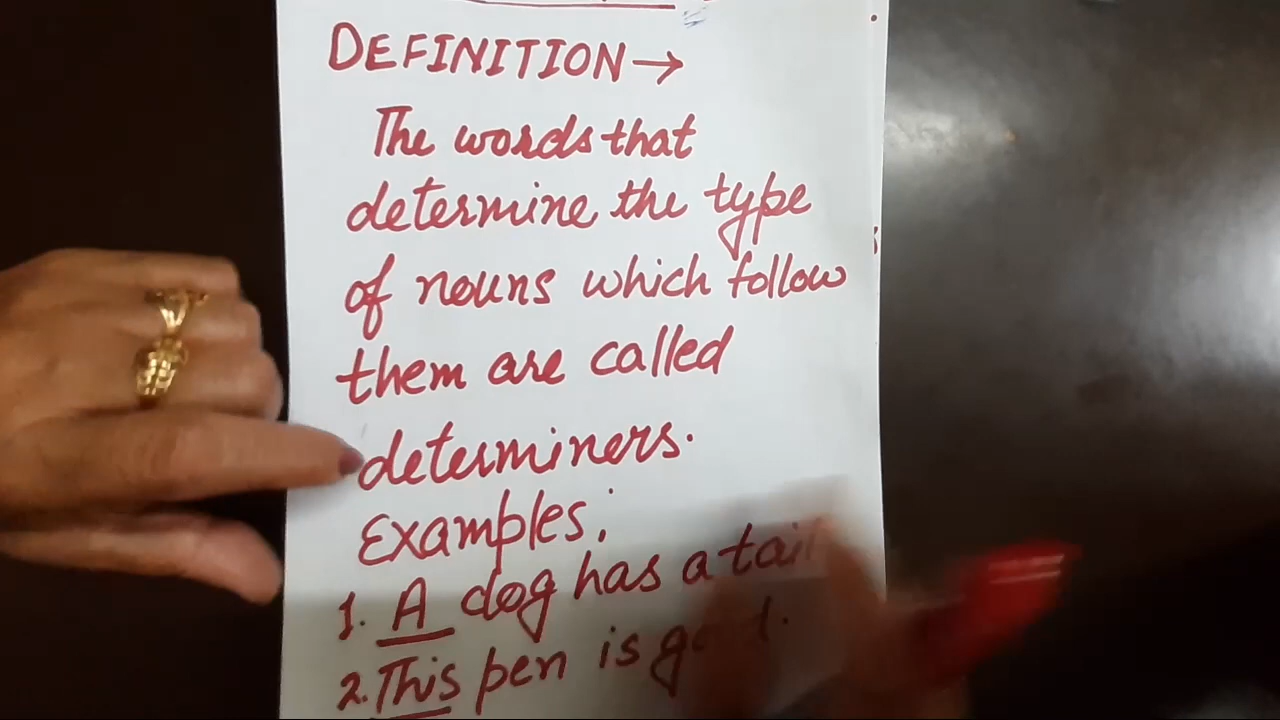 DEFINITION→
The words that
determine the type
of nouns which follow
them are called
determiners.
Examples:
1. A dog has a tail
2. This pen is